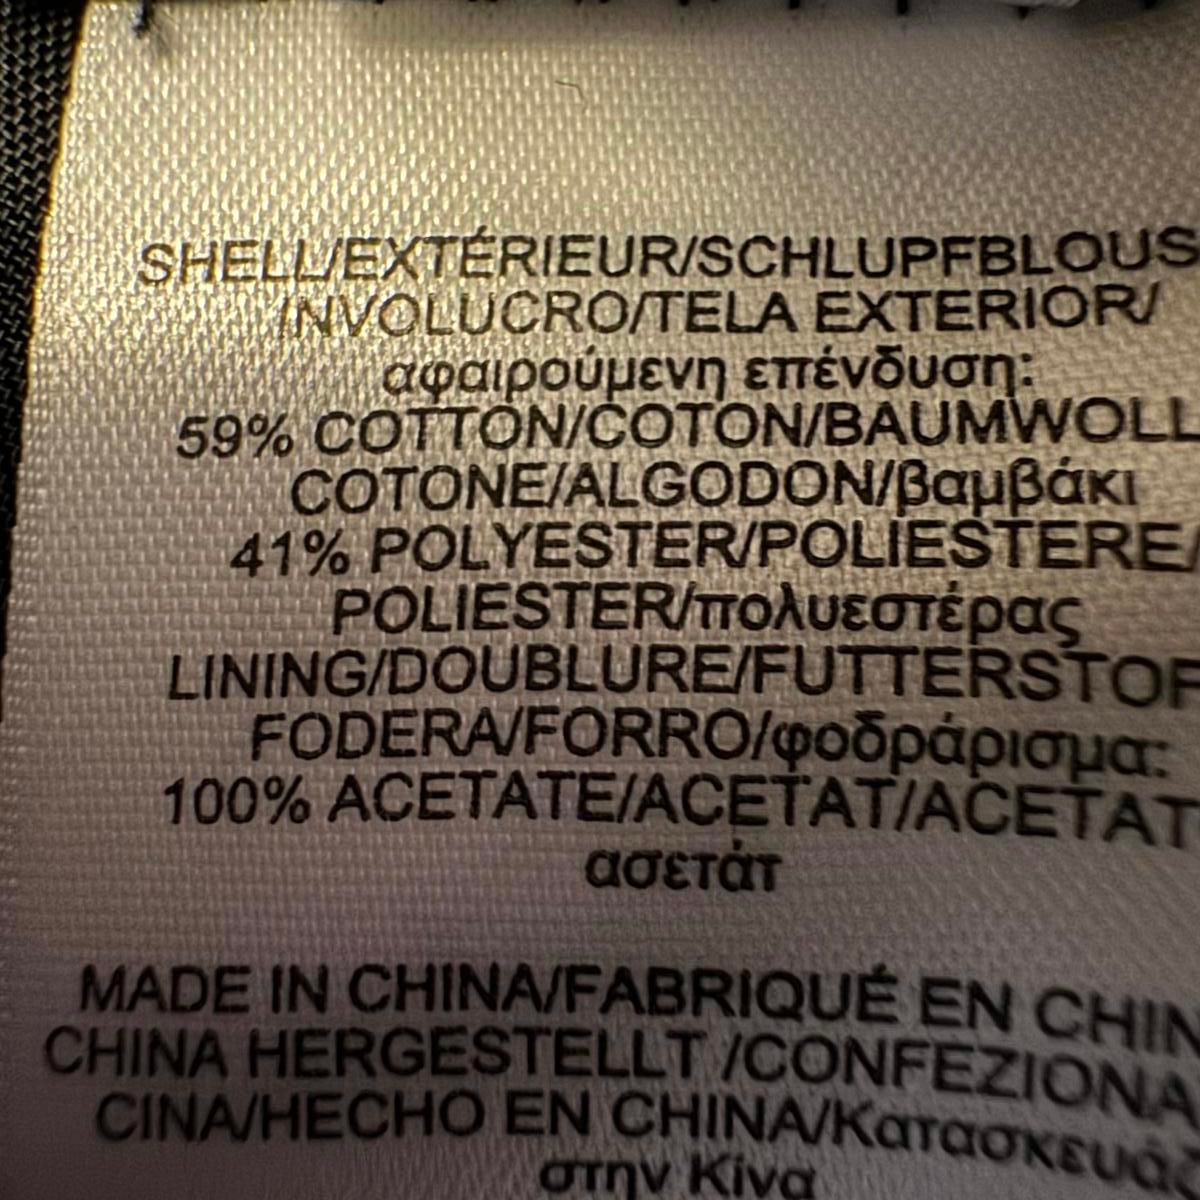 SHELL/EXTÉRIEUR/SCHLUPFBLOUS
/INVOLUCRO/TELA EXTERIOR/
αφαιρούμενη επένδυση:
59% COTTON/COTON/BAUMWOLL
COTONE/ALGODON/βαμβάκι
41% POLYESTER/POLIESTERE/
POLIESTER/πολυεστέρας
LINING/DOUBLURE/FUTTERSTOF
FODERA/FORRO/φοδράρισμα:
100% ACETATE/ACETAT/ACETAT
ασετάτ
MADE IN CHINA/FABRIQUÉ EN CHIN
CHINA HERGESTELLT /CONFEZIONA
CINA/HECHO EN CHINA/Κατασκευάζ
στην Κίνα